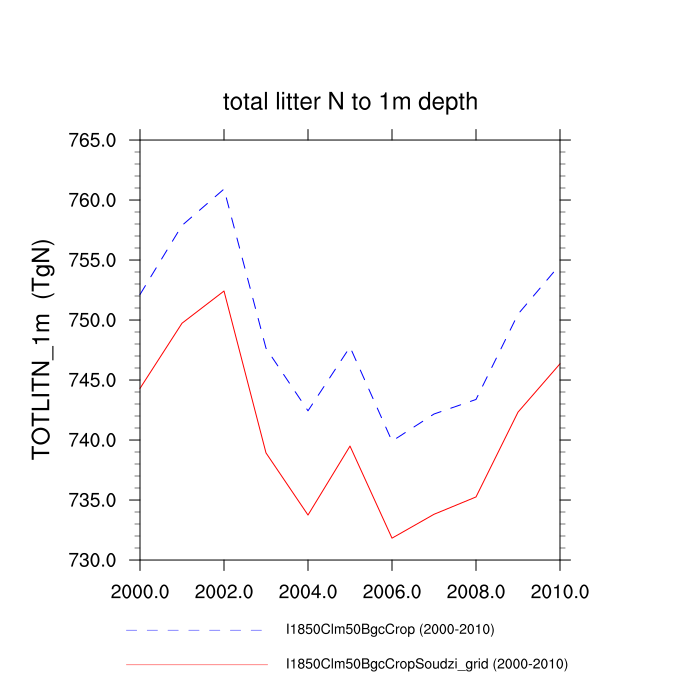 total litter N to 1m depth
TOTLITN_1m (TgN)
765.0
760.0
755.0
750.0
745.0
740.0
735.0
730.0
2000.0 2002.0 2004.0 2006.0 2008.0 2010.0
I1850Clm50BgcCrop (2000-2010)
I1850Clm50BgcCropSoudzi_grid (2000-2010)